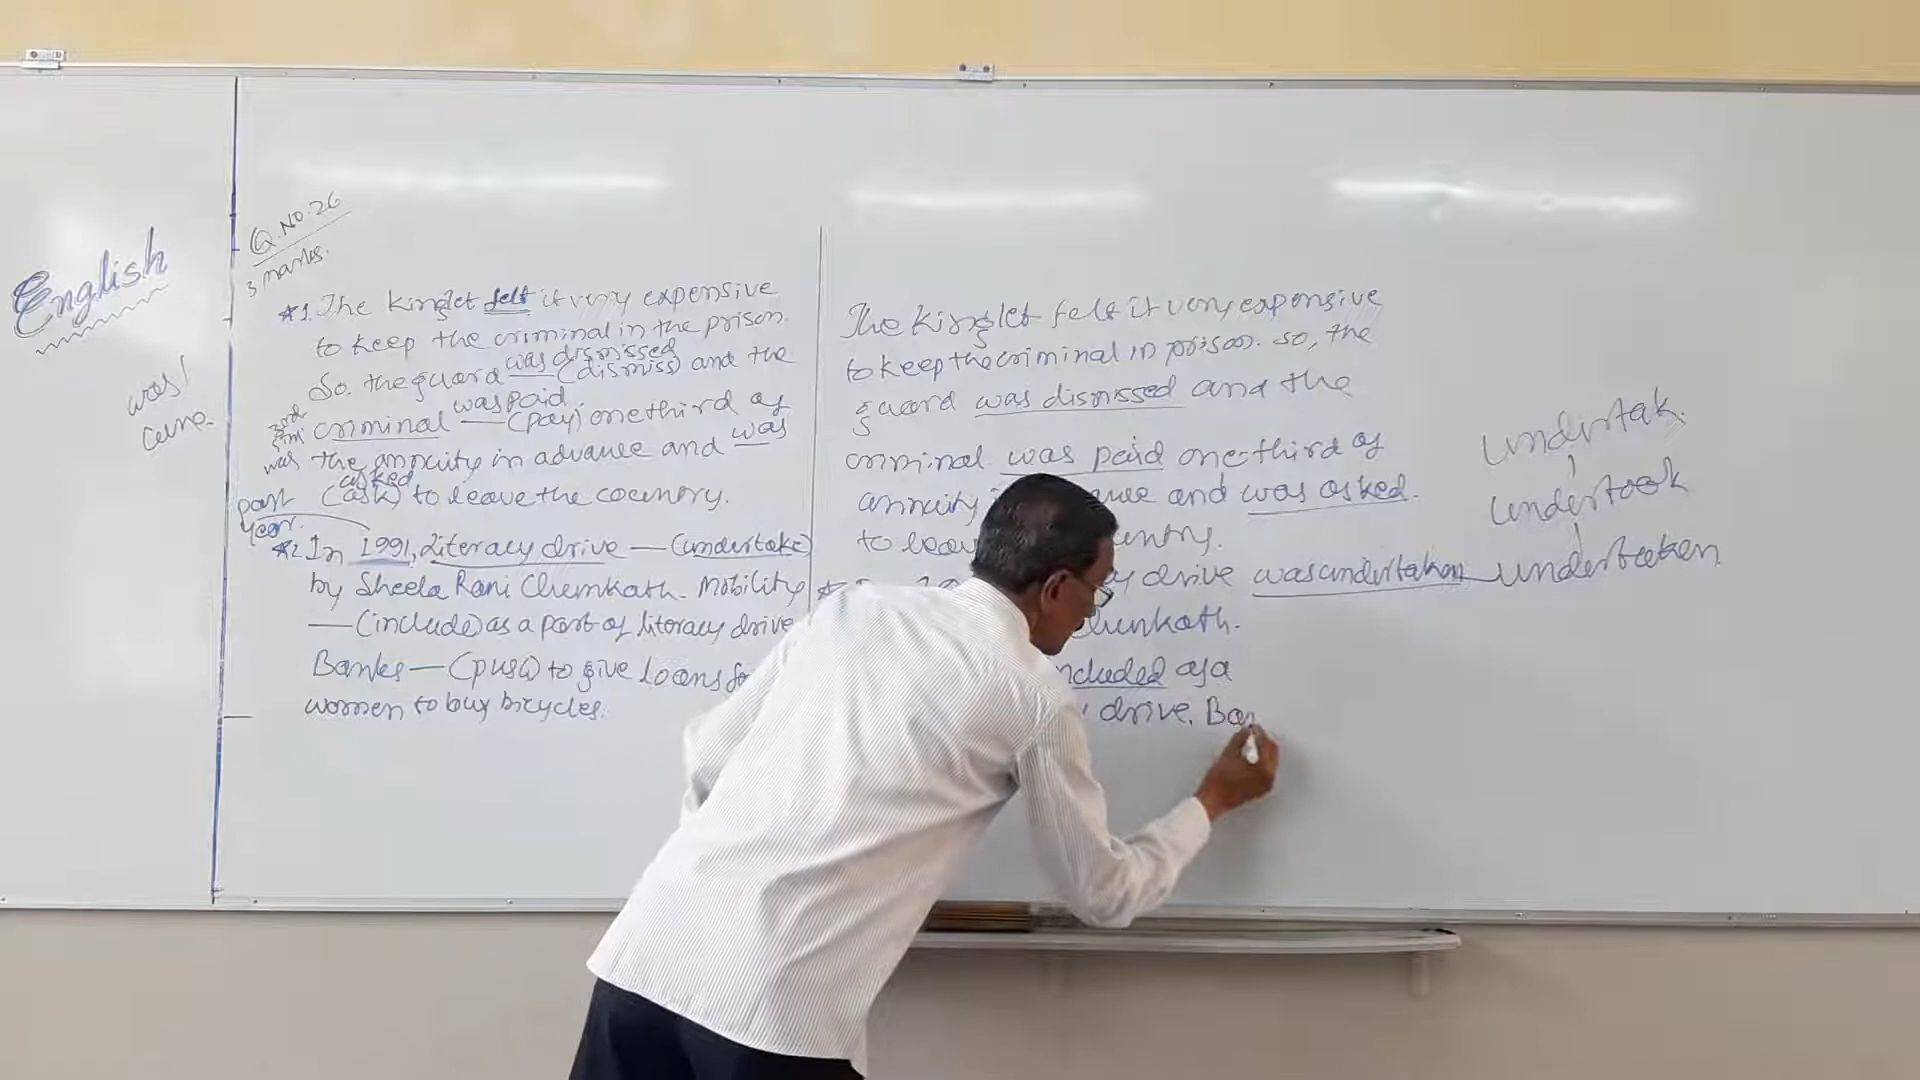 English
was/
Q.NO.26
3 marks.
*1. The kinglet felt it very expensive
to keep the criminal in the prison.
was dismissed
So. the guard — (dismiss) and the
was paid
criminal — (pay) one third of
the annuity in advance and was
asked
(ask) to leave the country.
3rd
was
past
year.
*2. In 1991, Literacy drive — (undertake)
by Sheela Rani Chunkath. Mobility
— (include) as a part of literacy drive
Banks — (push) to give loans
women to buy bicycles.
The kinglet felt it very expensive
to keep the criminal in prison. So, the
guard was dismissed and the
criminal was paid one-third of
annuity and was asked.
to
drive was undertaken
Chunkath.
included as a
drive.
undertak.
undertook
undertaken.